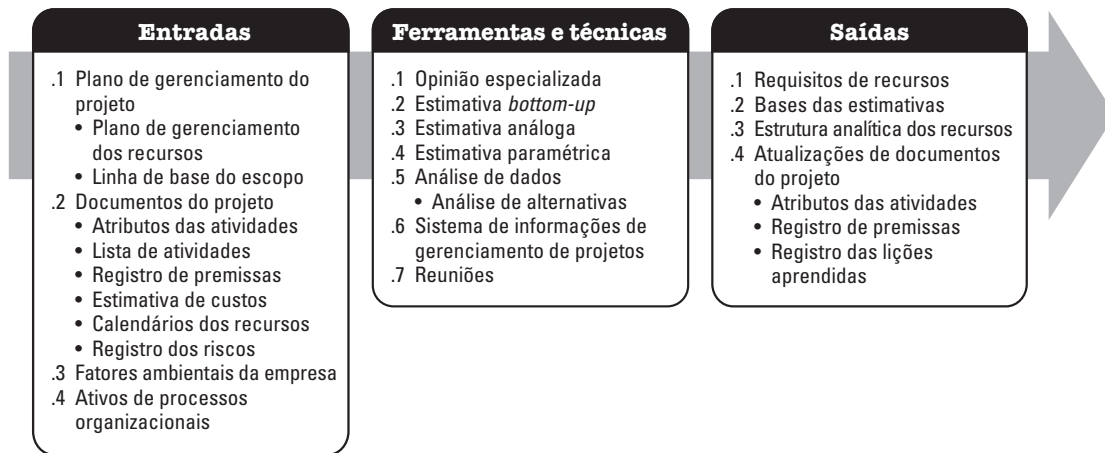 Entradas
.1 Plano de gerenciamento do
projeto
• Plano de gerenciamento
dos recursos
• Linha de base do escopo
.2 Documentos do projeto
• Atributos das atividades
• Lista de atividades
• Registro de premissas
• Estimativa de custos
• Calendários dos recursos
• Registro dos riscos
.3 Fatores ambientais da empresa
.4 Ativos de processos
organizacionais
Ferramentas e técnicas
.1 Opinião especializada
.2 Estimativa bottom-up
.3 Estimativa análoga
.4 Estimativa paramétrica
.5 Análise de dados
• Análise de alternativas
.6 Sistema de informações de
gerenciamento de projetos
.7 Reuniões
Saídas
.1 Requisitos de recursos
.2 Bases das estimativas
.3 Estrutura analítica dos recursos
.4 Atualizações de documentos
do projeto
• Atributos das atividades
• Registro de premissas
• Registro das lições
aprendidas